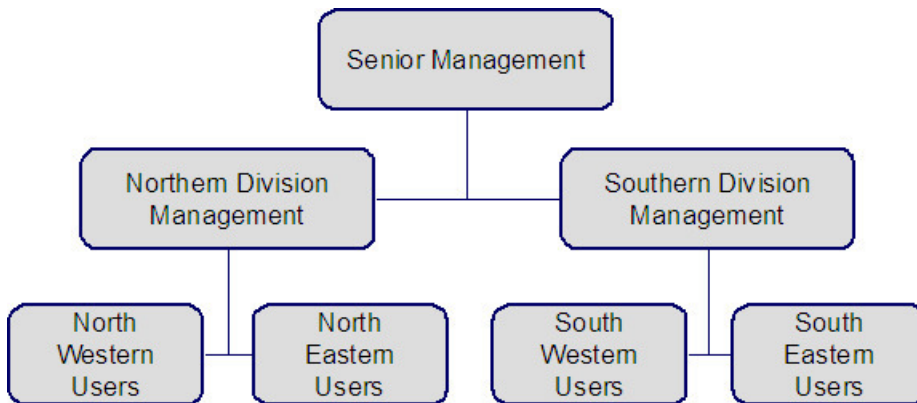 Senior Management
Northern Division
Management
Southern Division
Management
North
Western
Users
North
Eastern
Users
South
Western
Users
South
Eastern
Users